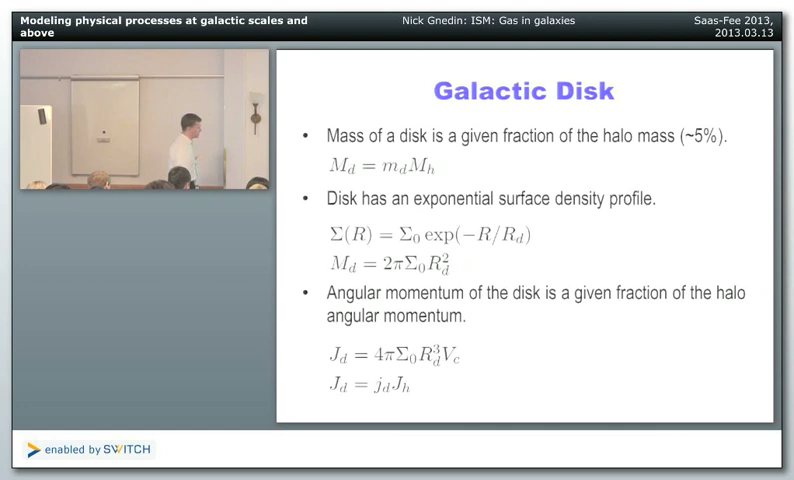 Modeling physical processes at galactic scales and above
Nick Gnedin: ISM: Gas in galaxies
Saas-Fee 2013, 2013.03.13
Galactic Disk
• Mass of a disk is a given fraction of the halo mass (~5%).
M_d = m_d M_h
• Disk has an exponential surface density profile.
Σ(R) = Σ_0 exp(−R/R_d)
M_d = 2πΣ_0 R_d^2
• Angular momentum of the disk is a given fraction of the halo
angular momentum.
J_d = 4πΣ_0 R_d^3 V_c
J_d = j_d J_h
enabled by SWITCH